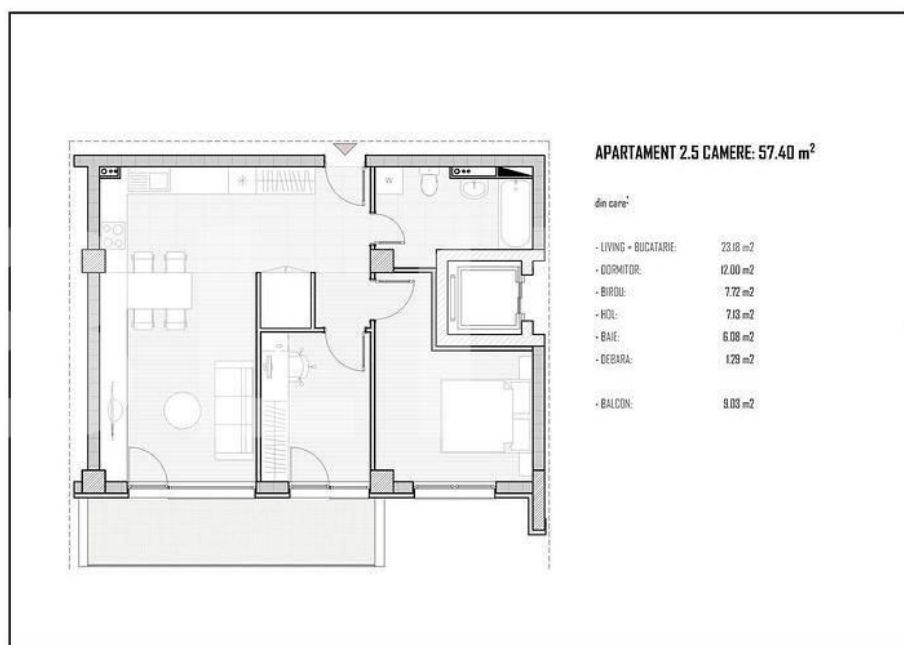 APARTAMENT 2.5 CAMERE: 57.40 m²
din care:
- LIVING + BUCATARIE: 23.18 m2
- DORMITOR: 12.00 m2
- BIROU: 7.72 m2
- HOL: 7.13 m2
- BAIE: 6.08 m2
- DEBARA: 1.29 m2
- BALCON: 9.03 m2
W